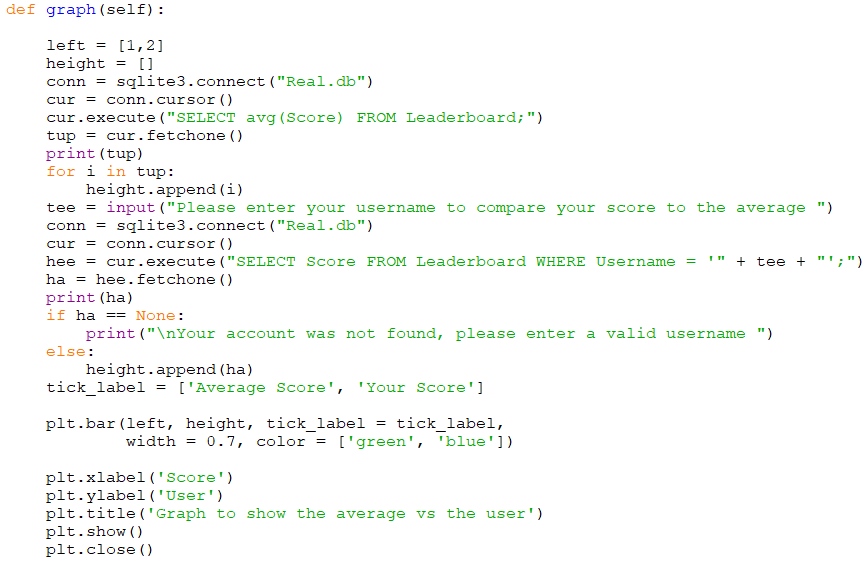 def graph(self):
left = [1,2]
height = []
conn = sqlite3.connect("Real.db")
cur = conn.cursor()
cur.execute("SELECT avg(Score) FROM Leaderboard;")
tup = cur.fetchone()
print(tup)
for i in tup:
height.append(i)
tee = input("Please enter your username to compare your score to the average ")
conn = sqlite3.connect("Real.db")
cur = conn.cursor()
hee = cur.execute("SELECT Score FROM Leaderboard WHERE Username = '" + tee + "';")
ha = hee.fetchone()
print(ha)
if ha == None:
print("\nYour account was not found, please enter a valid username ")
else:
height.append(ha)
tick_label = ['Average Score', 'Your Score']
plt.bar(left, height, tick_label = tick_label,
width = 0.7, color = ['green', 'blue'])
plt.xlabel('Score')
plt.ylabel('User')
plt.title('Graph to show the average vs the user')
plt.show()
plt.close()